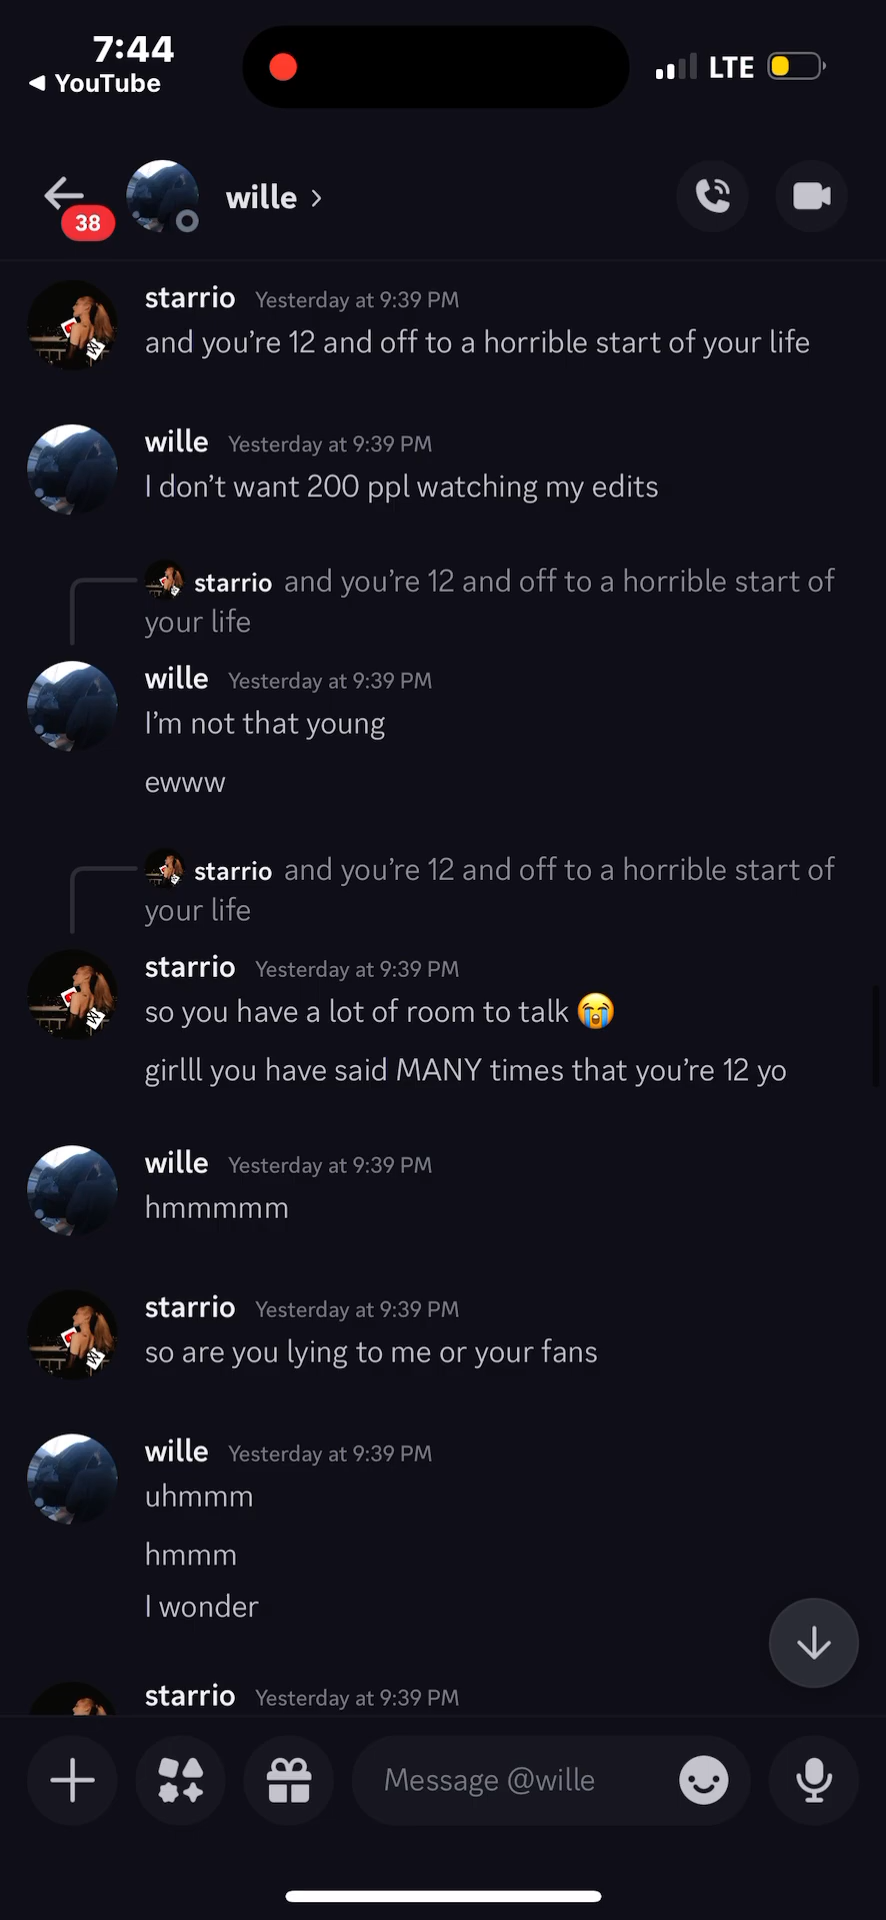 7:44
◀ YouTube
LTE
38
wille >
starrio Yesterday at 9:39 PM
and you’re 12 and off to a horrible start of your life
wille Yesterday at 9:39 PM
I don’t want 200 ppl watching my edits
starrio and you’re 12 and off to a horrible start of
your life
wille Yesterday at 9:39 PM
I’m not that young
ewww
starrio and you’re 12 and off to a horrible start of
your life
starrio Yesterday at 9:39 PM
so you have a lot of room to talk 😭
girlll you have said MANY times that you’re 12 yo
wille Yesterday at 9:39 PM
hmmmmm
starrio Yesterday at 9:39 PM
so are you lying to me or your fans
wille Yesterday at 9:39 PM
uhmmm
hmmm
I wonder
starrio Yesterday at 9:39 PM
Message @wille